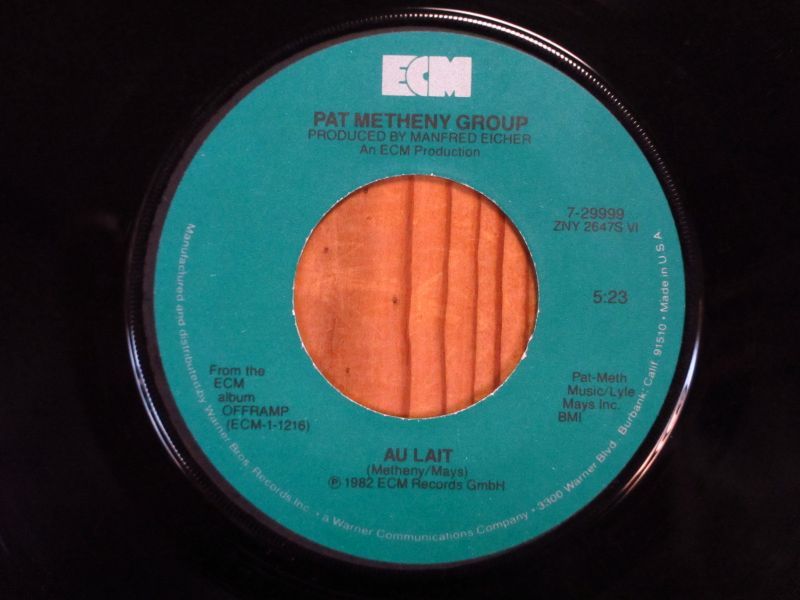 ECM
PAT METHENY GROUP
PRODUCED BY MANFRED EICHER
An ECM Production
7-29999
ZNY 2647S VI
5:23
From the
ECM
album
OFFRAMP
(ECM-1-1216)
Pat-Meth
Music/Lyle
Mays Inc.
BMI
AU LAIT
(Metheny/Mays)
℗ 1982 ECM Records GmbH
Manufactured and distributed by Warner Bros. Records Inc. • a Warner Communications Company • 3300 Warner Blvd. Burbank, Calif. 91510 • Made in U.S.A.